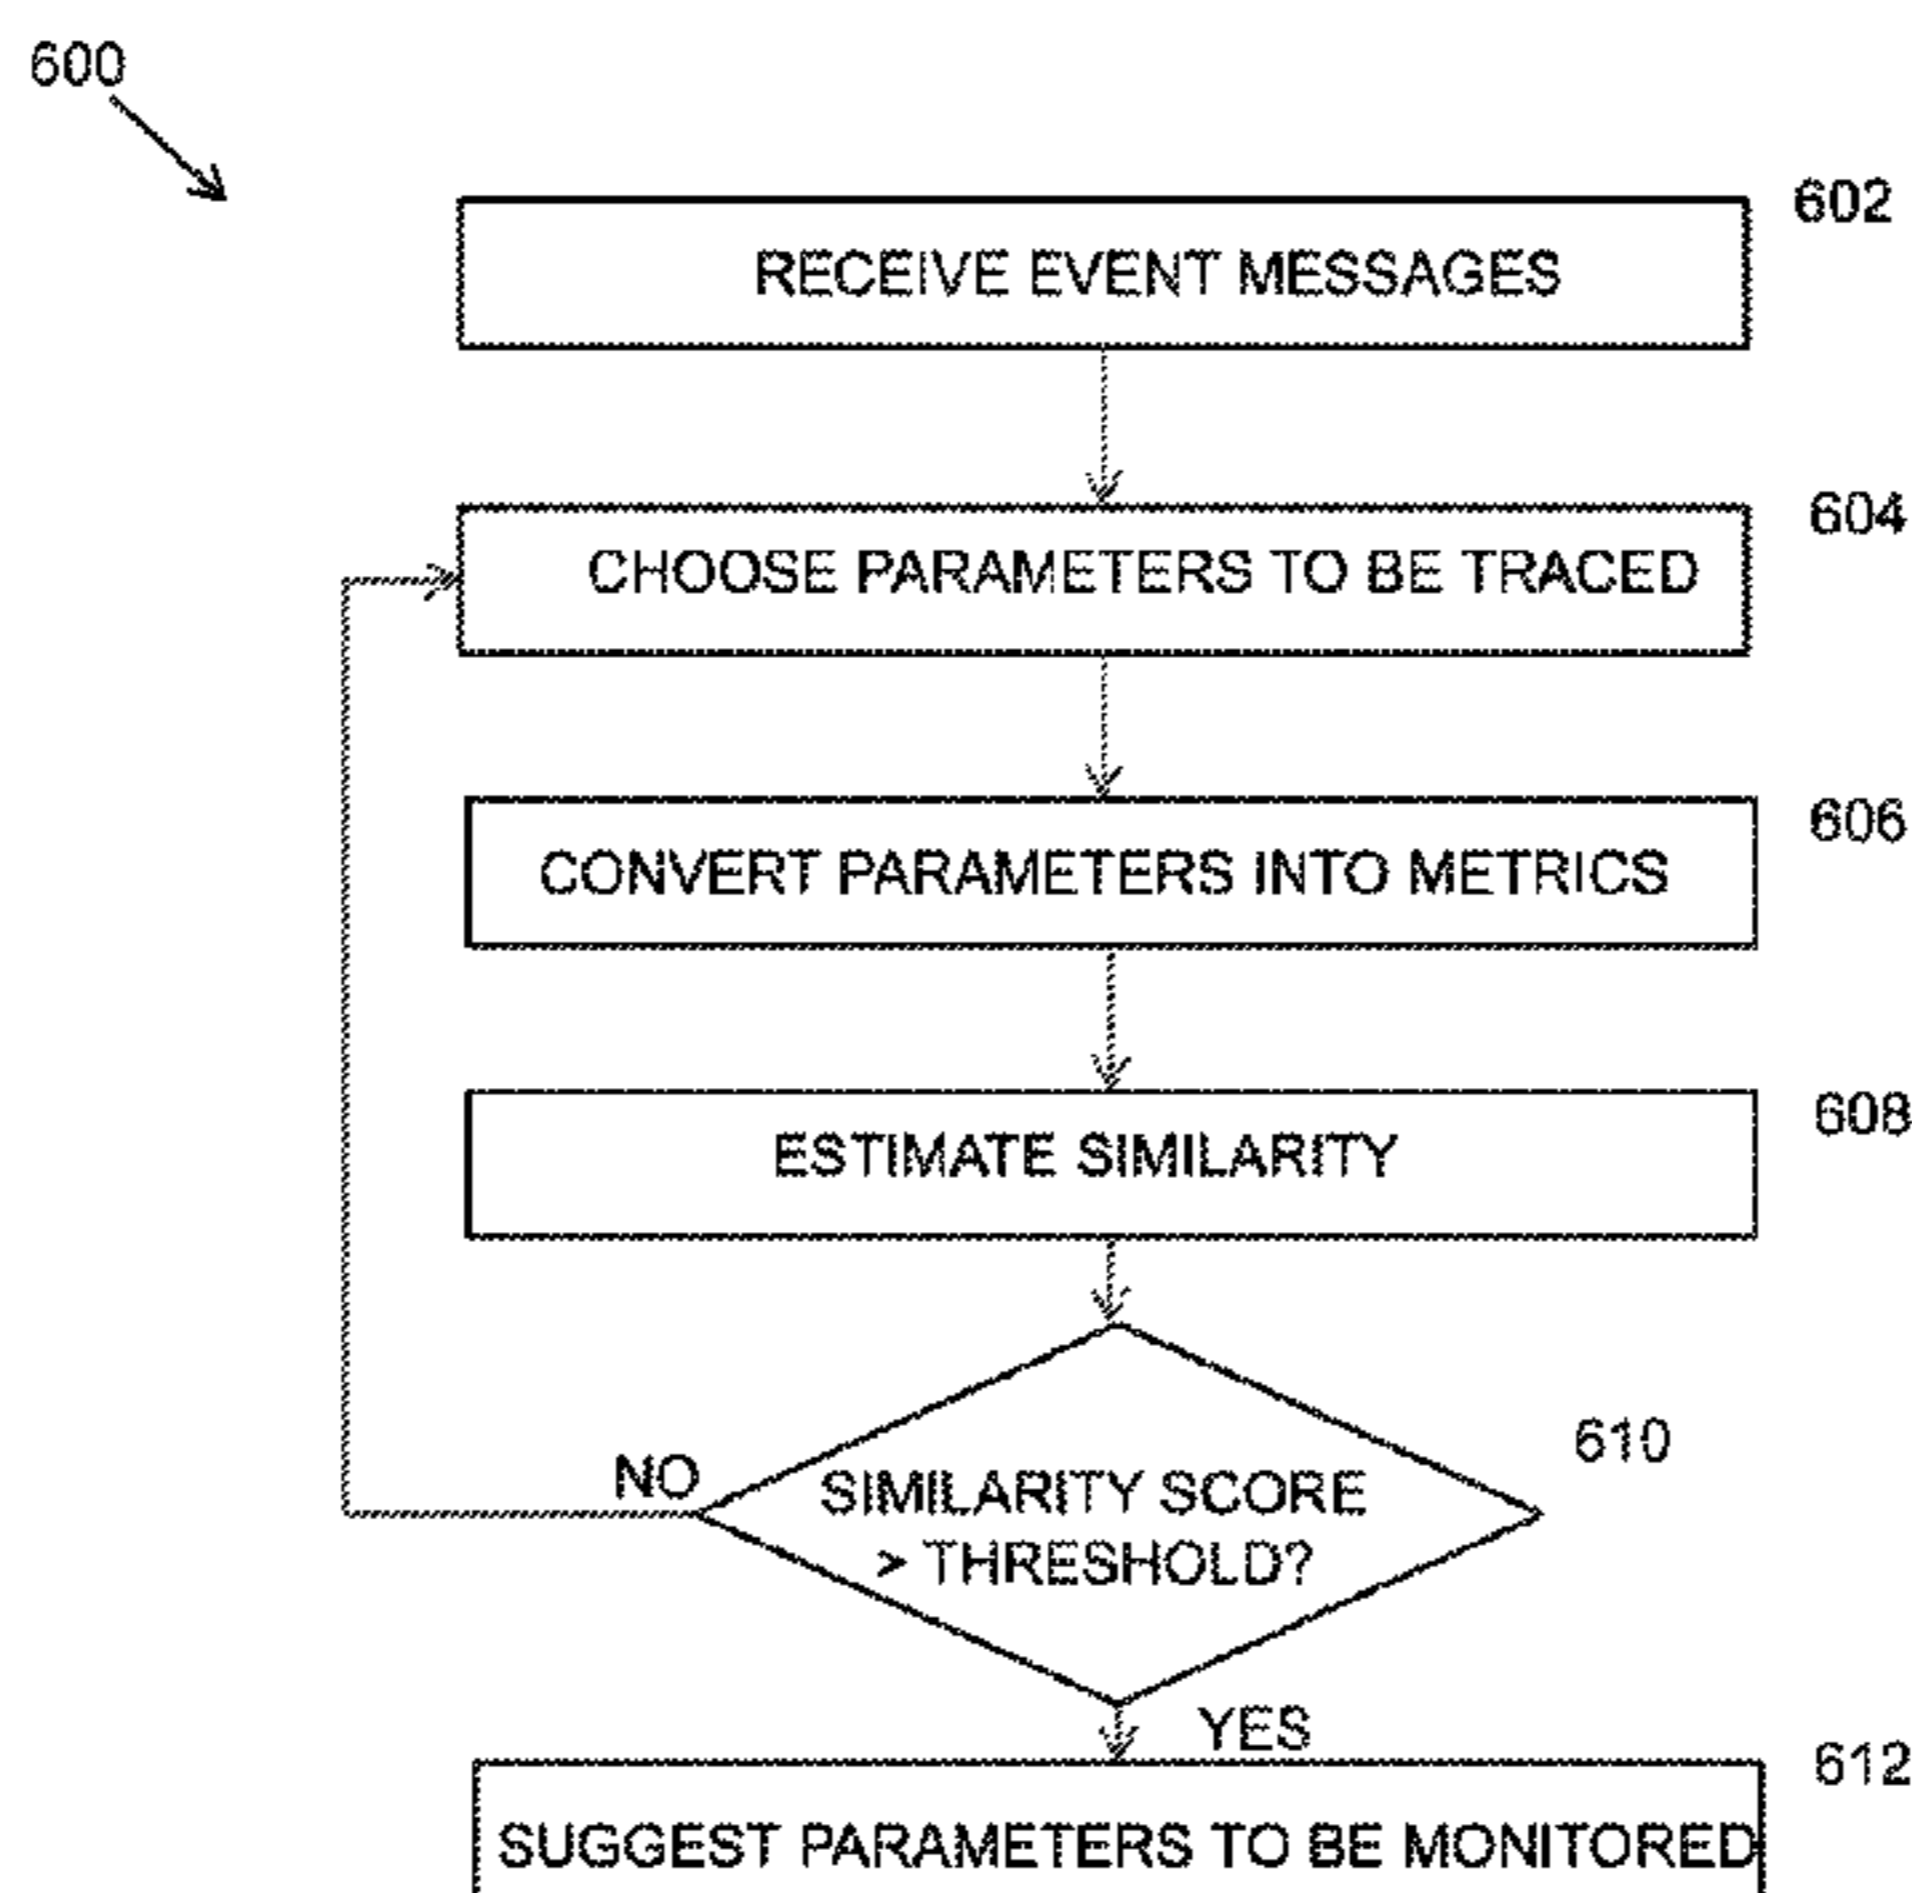 600
602
RECEIVE EVENT MESSAGES
604
CHOOSE PARAMETERS TO BE TRACED
606
CONVERT PARAMETERS INTO METRICS
608
ESTIMATE SIMILARITY
610
NO
SIMILARITY SCORE
> THRESHOLD?
YES
612
SUGGEST PARAMETERS TO BE MONITORED